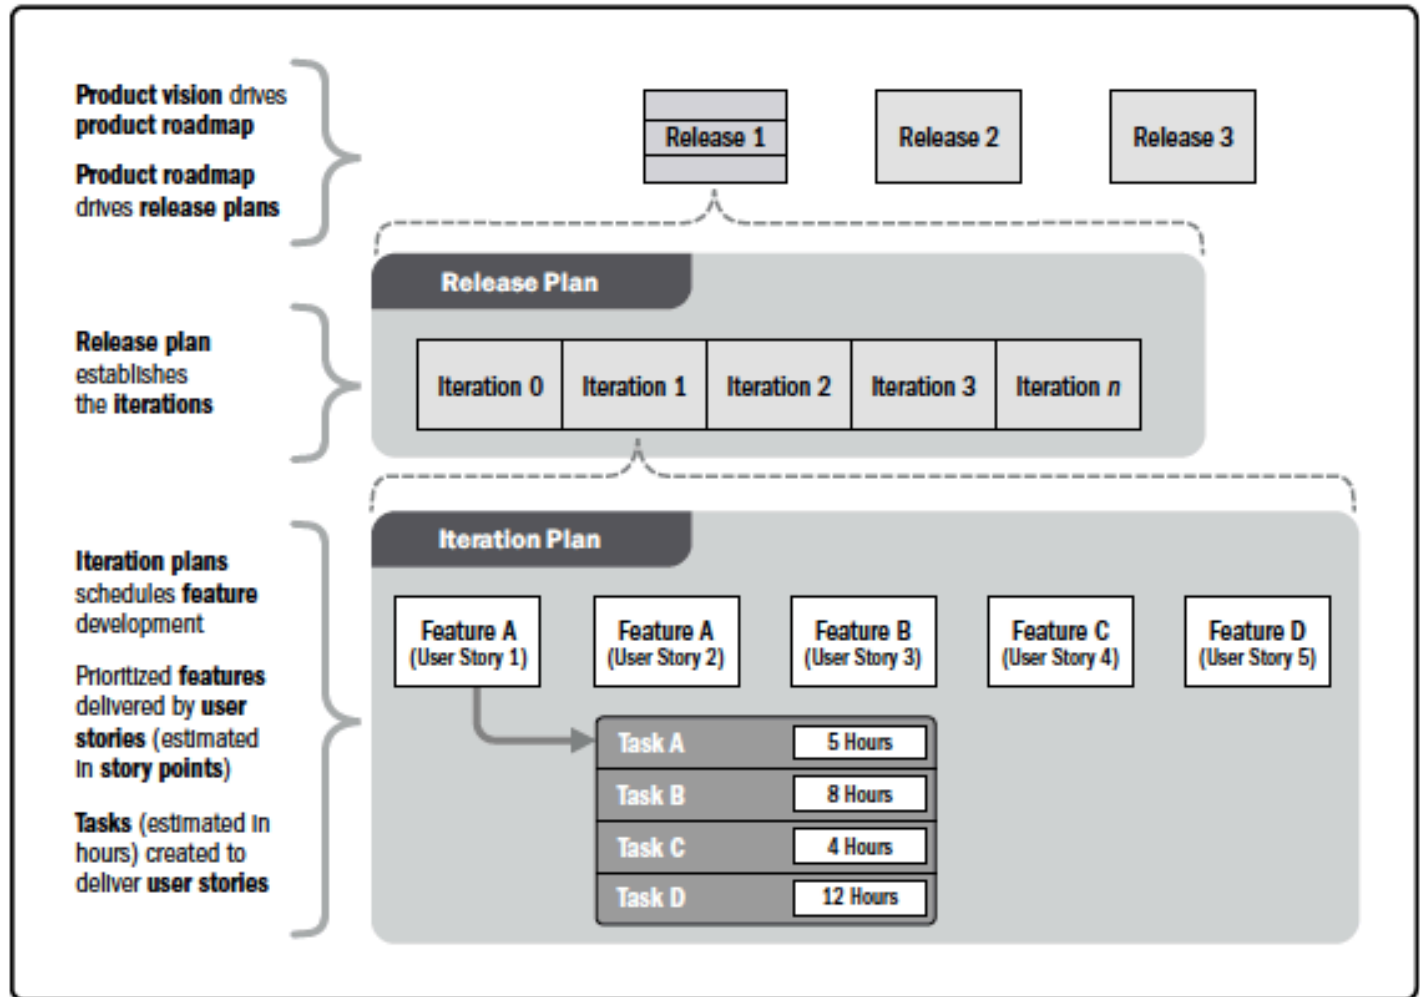 Product vision drives
product roadmap
Product roadmap
drives release plans
Release 1
Release 2
Release 3
Release Plan
Release plan
establishes
the iterations
Iteration 0
Iteration 1
Iteration 2
Iteration 3
Iteration n
Iteration Plan
Iteration plans
schedules feature
development
Prioritized features
delivered by user
stories (estimated
in story points)
Tasks (estimated in
hours) created to
deliver user stories
Feature A
(User Story 1)
Feature A
(User Story 2)
Feature B
(User Story 3)
Feature C
(User Story 4)
Feature D
(User Story 5)
Task A
5 Hours
Task B
8 Hours
Task C
4 Hours
Task D
12 Hours